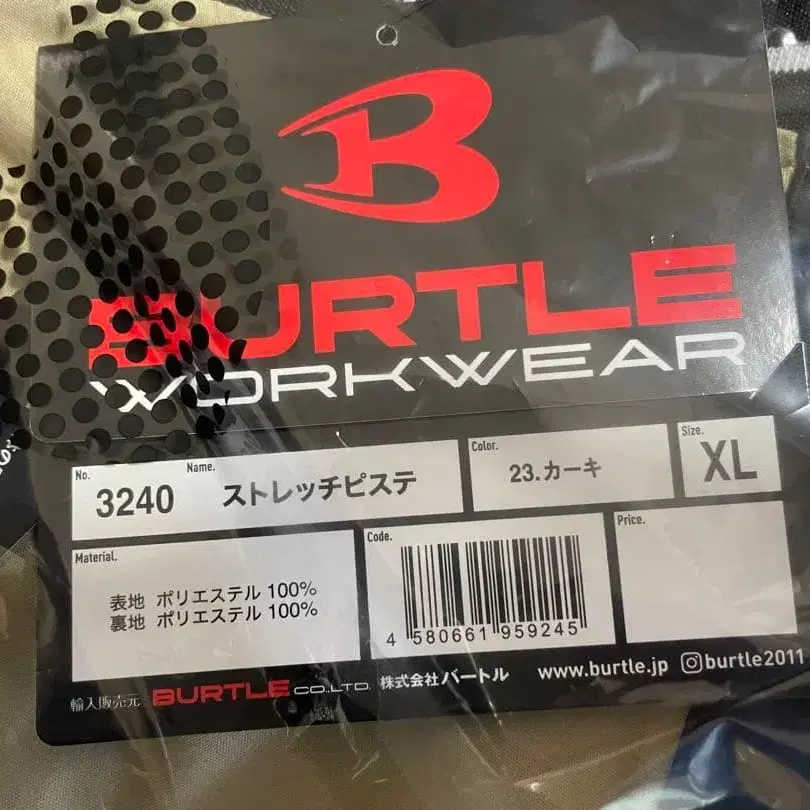 BURTLE
WORKWEAR
No. 3240
Name. ストレッチピステ
Color. 23.カーキ
Size. XL
Material.
表地 ポリエステル 100%
裏地 ポリエステル 100%
Code.
4 580661 959245
Price.
輸入販売元 BURTLE CO.LTD. 株式会社バートル www.burtle.jp burtle2011